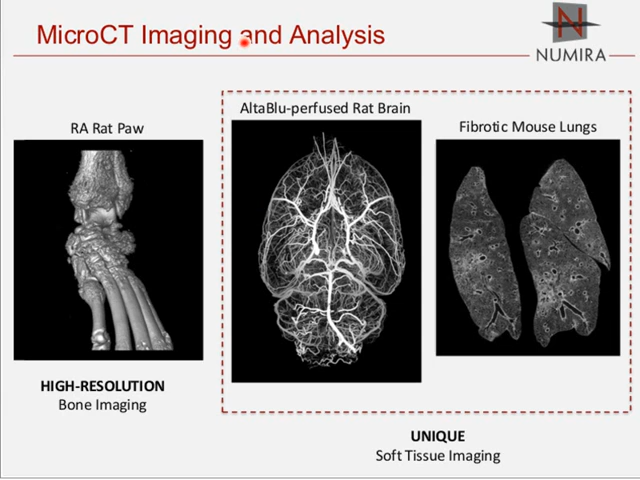 MicroCT Imaging and Analysis
NUMIRA
RA Rat Paw
AltaBlu-perfused Rat Brain
Fibrotic Mouse Lungs
HIGH-RESOLUTION
Bone Imaging
UNIQUE
Soft Tissue Imaging